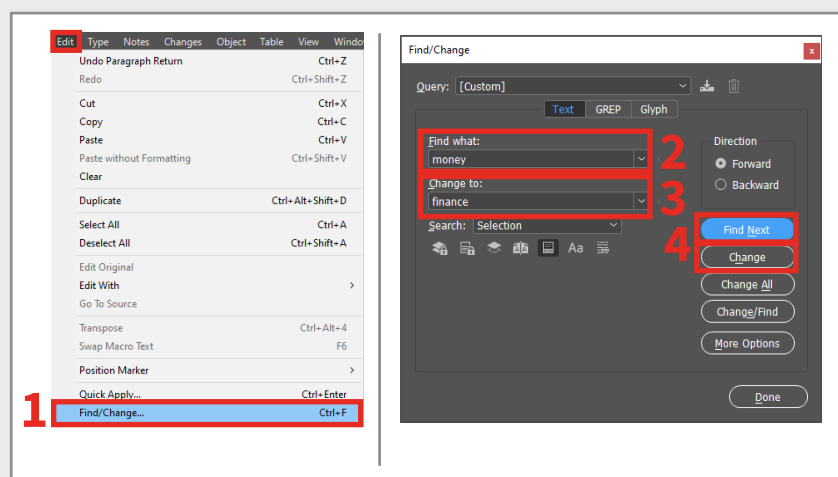 Edit Type Notes Changes Object Table View Windo
Undo Paragraph Return Ctrl+Z
Redo Ctrl+Shift+Z
Cut Ctrl+X
Copy Ctrl+C
Paste Ctrl+V
Paste without Formatting Ctrl+Shift+V
Clear
Duplicate Ctrl+Alt+Shift+D
Select All Ctrl+A
Deselect All Ctrl+Shift+A
Edit Original
Edit With >
Go To Source
Transpose Ctrl+Alt+4
Swap Macro Text F6
Position Marker >
Quick Apply... Ctrl+Enter
1 Find/Change... Ctrl+F
Find/Change x
Query: [Custom]
Text GREP Glyph
Find what:
money
2
Change to:
finance
3
Search: Selection
Aa
Direction
Forward
Backward
4
Find Next
Change
Change All
Change/Find
More Options
Done